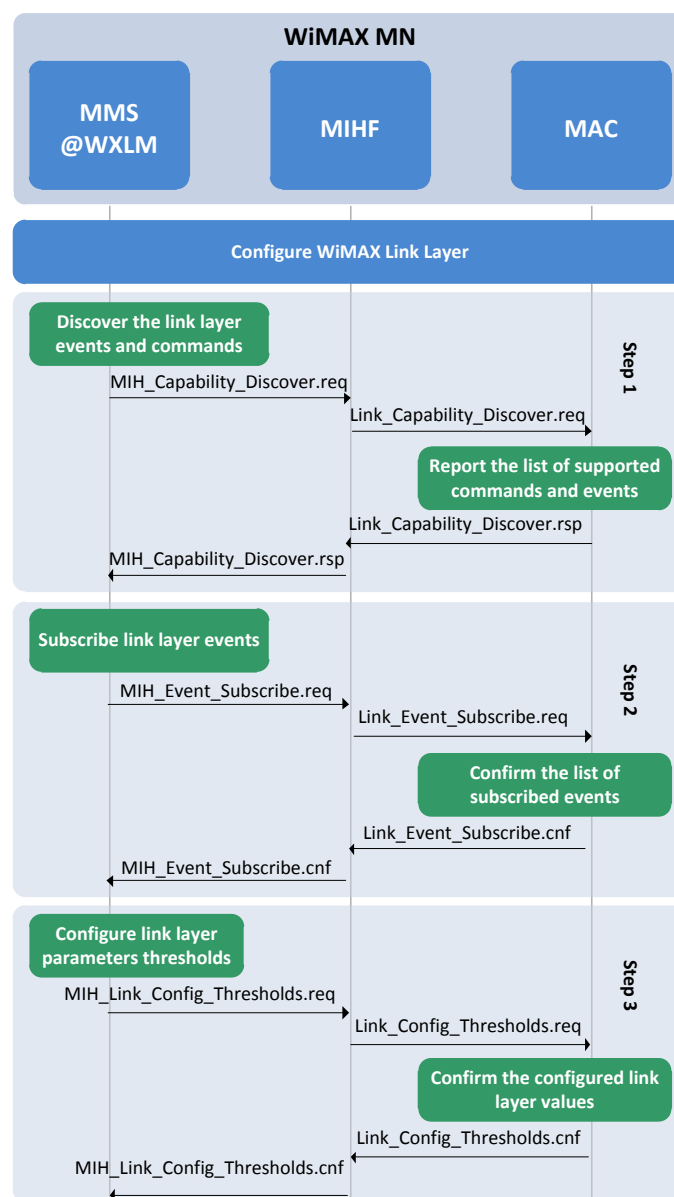 WiMAX MN
MMS
@WXLM
MIHF
MAC
Configure WiMAX Link Layer
Discover the link layer
events and commands
Step 1
MIH_Capability_Discover.req
Link_Capability_Discover.req
Report the list of supported
commands and events
Link_Capability_Discover.rsp
MIH_Capability_Discover.rsp
Subscribe link layer events
Step 2
MIH_Event_Subscribe.req
Link_Event_Subscribe.req
Confirm the list of
subscribed events
Link_Event_Subscribe.cnf
MIH_Event_Subscribe.cnf
Configure link layer
parameters thresholds
Step 3
MIH_Link_Config_Thresholds.req
Link_Config_Thresholds.req
Confirm the configured link
layer values
Link_Config_Thresholds.cnf
MIH_Link_Config_Thresholds.cnf